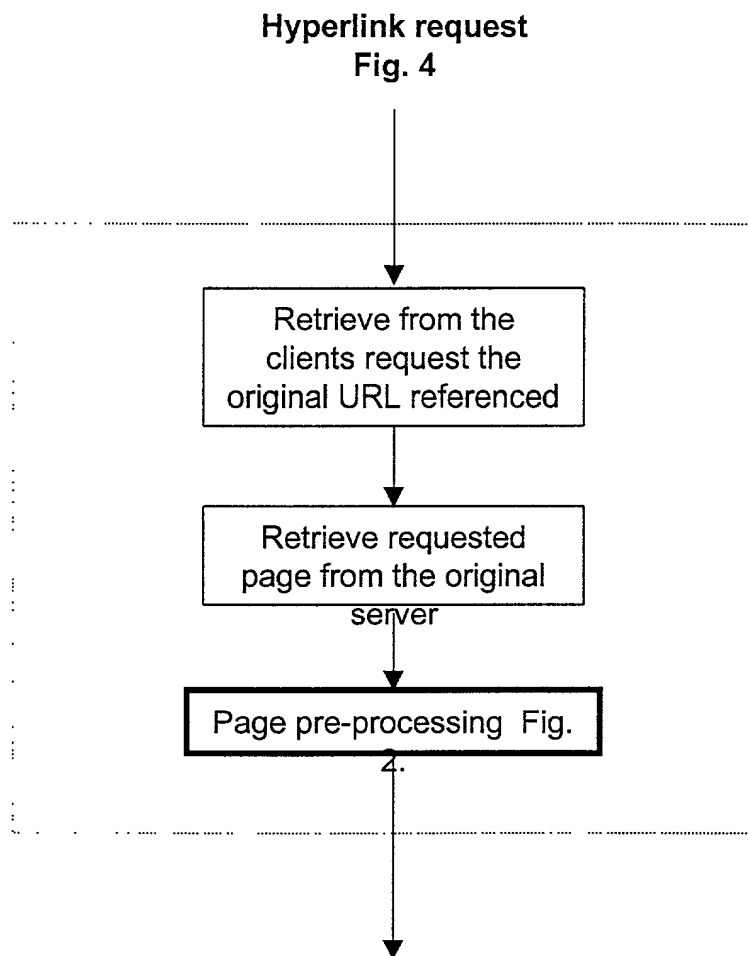 Hyperlink request
Fig. 4
Retrieve from the
clients request the
original URL referenced
Retrieve requested
page from the original
server
Page pre-processing Fig.
2.